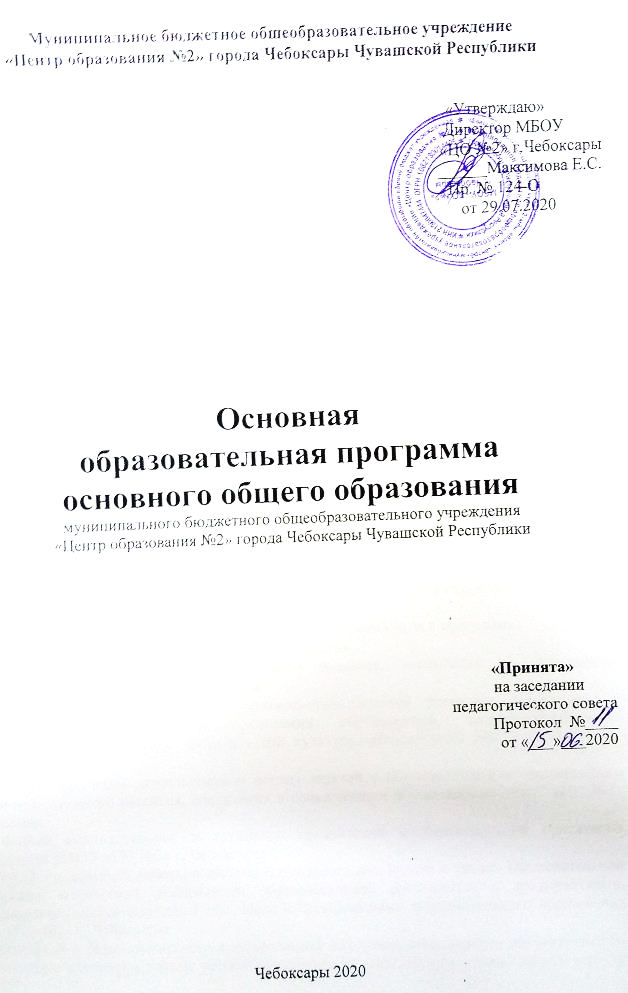 Муниципальное бюджетное общеобразовательное учреждение
«Центр образования №2» города Чебоксары Чувашской Республики
«Утверждаю»
Директор МБОУ
«ЦО №2» г.Чебоксары
Максимова Е.С.
Пр. № 124-О
от 29.07.2020
Основная
образовательная программа
основного общего образования
муниципального бюджетного общеобразовательного учреждения
«Центр образования №2» города Чебоксары Чувашской Республики
«Принята»
на заседании
педагогического совета
Протокол № 11
от «15» 06.2020
Чебоксары 2020